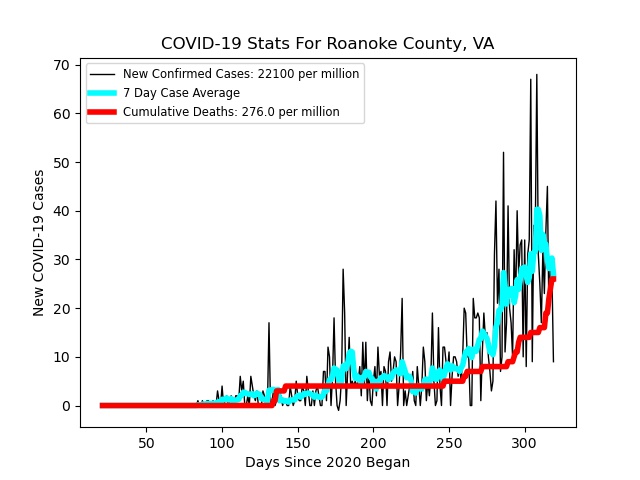 COVID-19 Stats For Roanoke County, VA
New Confirmed Cases: 22100 per million
7 Day Case Average
Cumulative Deaths: 276.0 per million
New COVID-19 Cases
70
60
50
40
30
20
10
0
50 100 150 200 250 300
Days Since 2020 Began